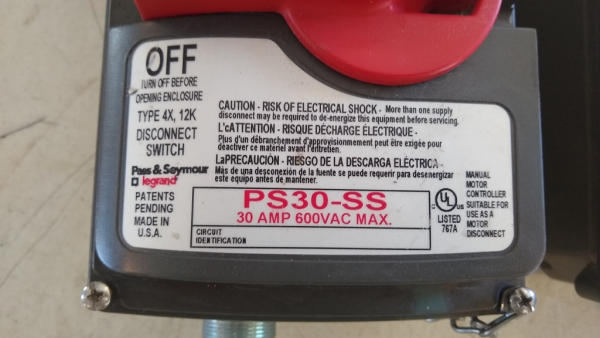 OFF
TURN OFF BEFORE
OPENING ENCLOSURE
TYPE 4X, 12K
DISCONNECT
SWITCH
Pass & Seymour
legrand
PATENTS
PENDING
MADE IN
U.S.A.
CAUTION - RISK OF ELECTRICAL SHOCK - More than one supply
disconnect may be required to de-energize this equipment before servicing.
L'cATTENTION - RISQUE DÉCHARGE ÉLECTRIQUE -
Plus d'un débranchement d'approvisionnement peut être exigée pour
deactiver ce materiel avant d'entretien.
LaPRECAUCIÓN - RIESGO DE LA DESCARGA ELÉCTRICA -
Más de una desconexión de la fuente se puede requerir para desenergizar
este equipo antes de mantener.
PS30-SS
30 AMP 600VAC MAX.
CIRCUIT
IDENTIFICATION
c UL us
LISTED
767A
MANUAL
MOTOR
CONTROLLER
SUITABLE FOR
USE AS A
MOTOR
DISCONNECT